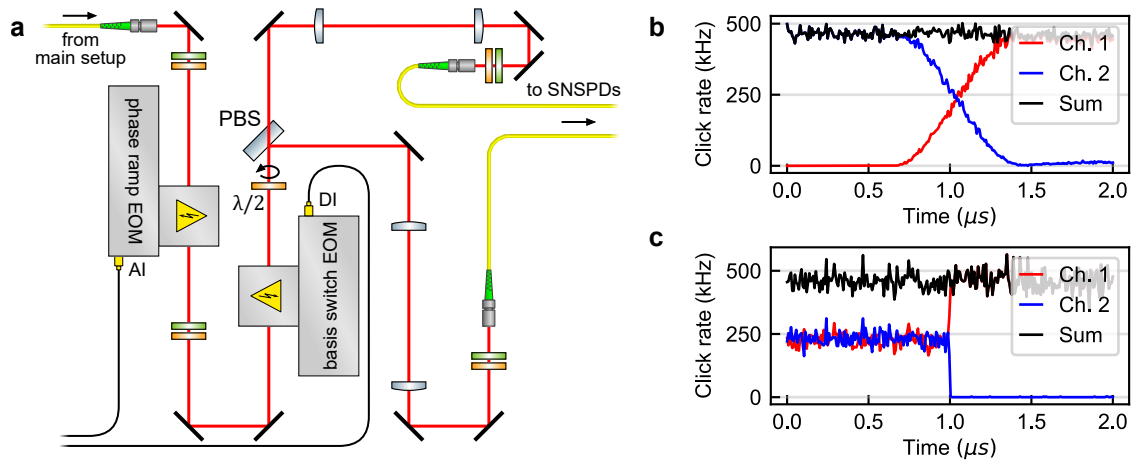 a
from
main setup
phase ramp EOM
AI
PBS
λ/2
DI
basis switch EOM
to SNSPDs
b
Click rate (kHz)
500
250
0
Ch. 1
Ch. 2
Sum
0.0 0.5 1.0 1.5 2.0
Time (μs)
c
Click rate (kHz)
500
250
0
Ch. 1
Ch. 2
Sum
0.0 0.5 1.0 1.5 2.0
Time (μs)